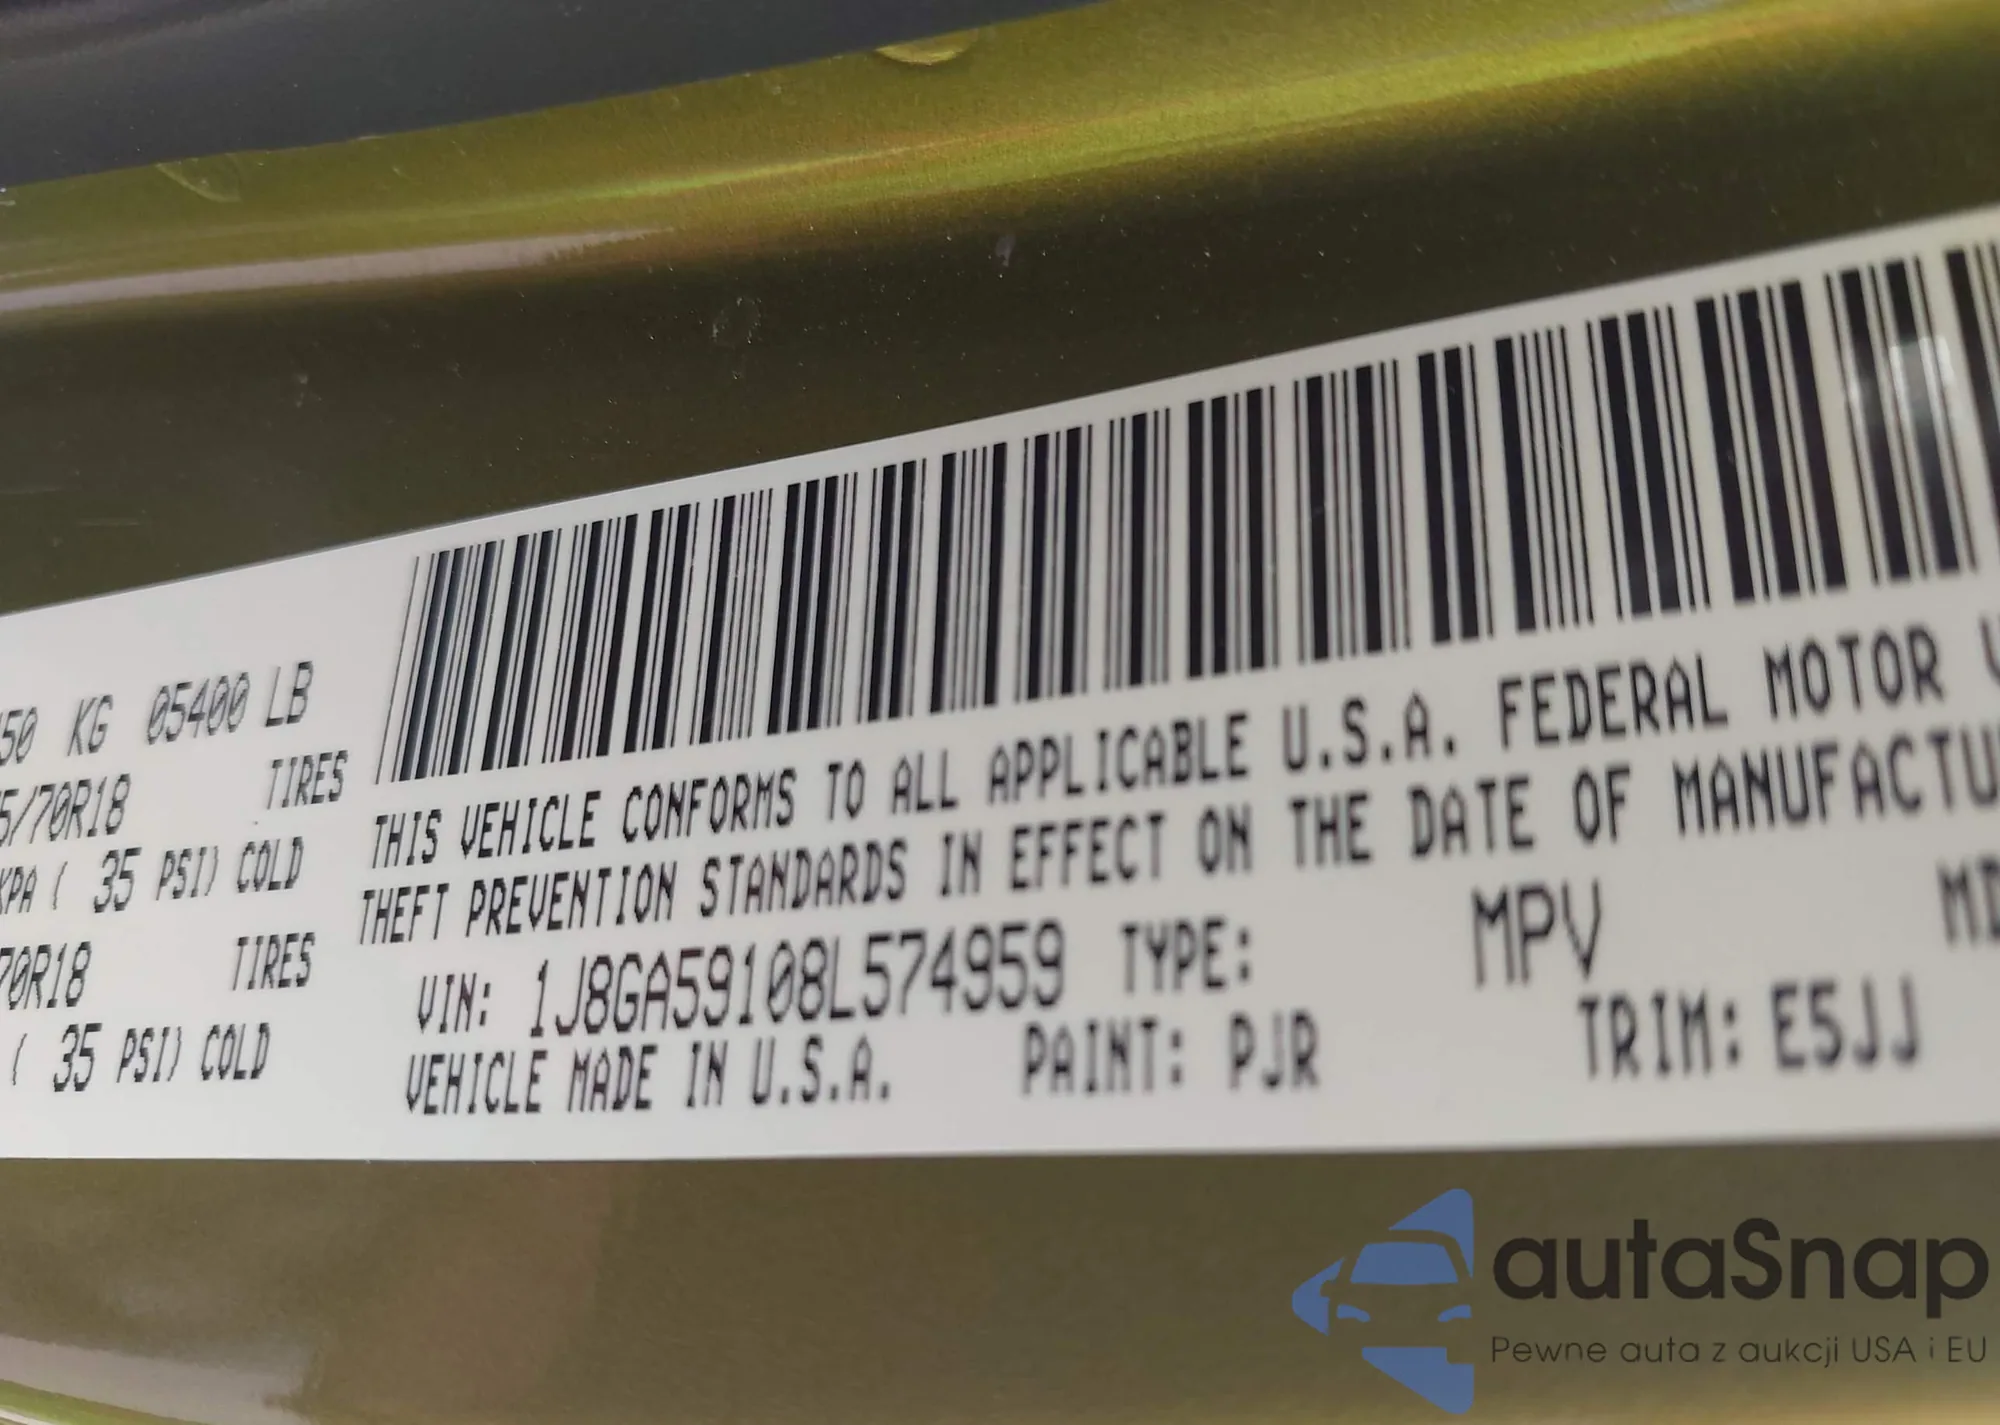 50 KG 05400 LB
5/70R18 TIRES
KPA ( 35 PSI) COLD
70R18 TIRES
( 35 PSI) COLD
THIS VEHICLE CONFORMS TO ALL APPLICABLE U.S.A. FEDERAL MOTOR V
THEFT PREVENTION STANDARDS IN EFFECT ON THE DATE OF MANUFACTU
VIN: 1J8GA59108L574959 TYPE: MPV MD
VEHICLE MADE IN U.S.A. PAINT: PJR TRIM: E5JJ
autaSnap
Pewne auta z aukcji USA i EU